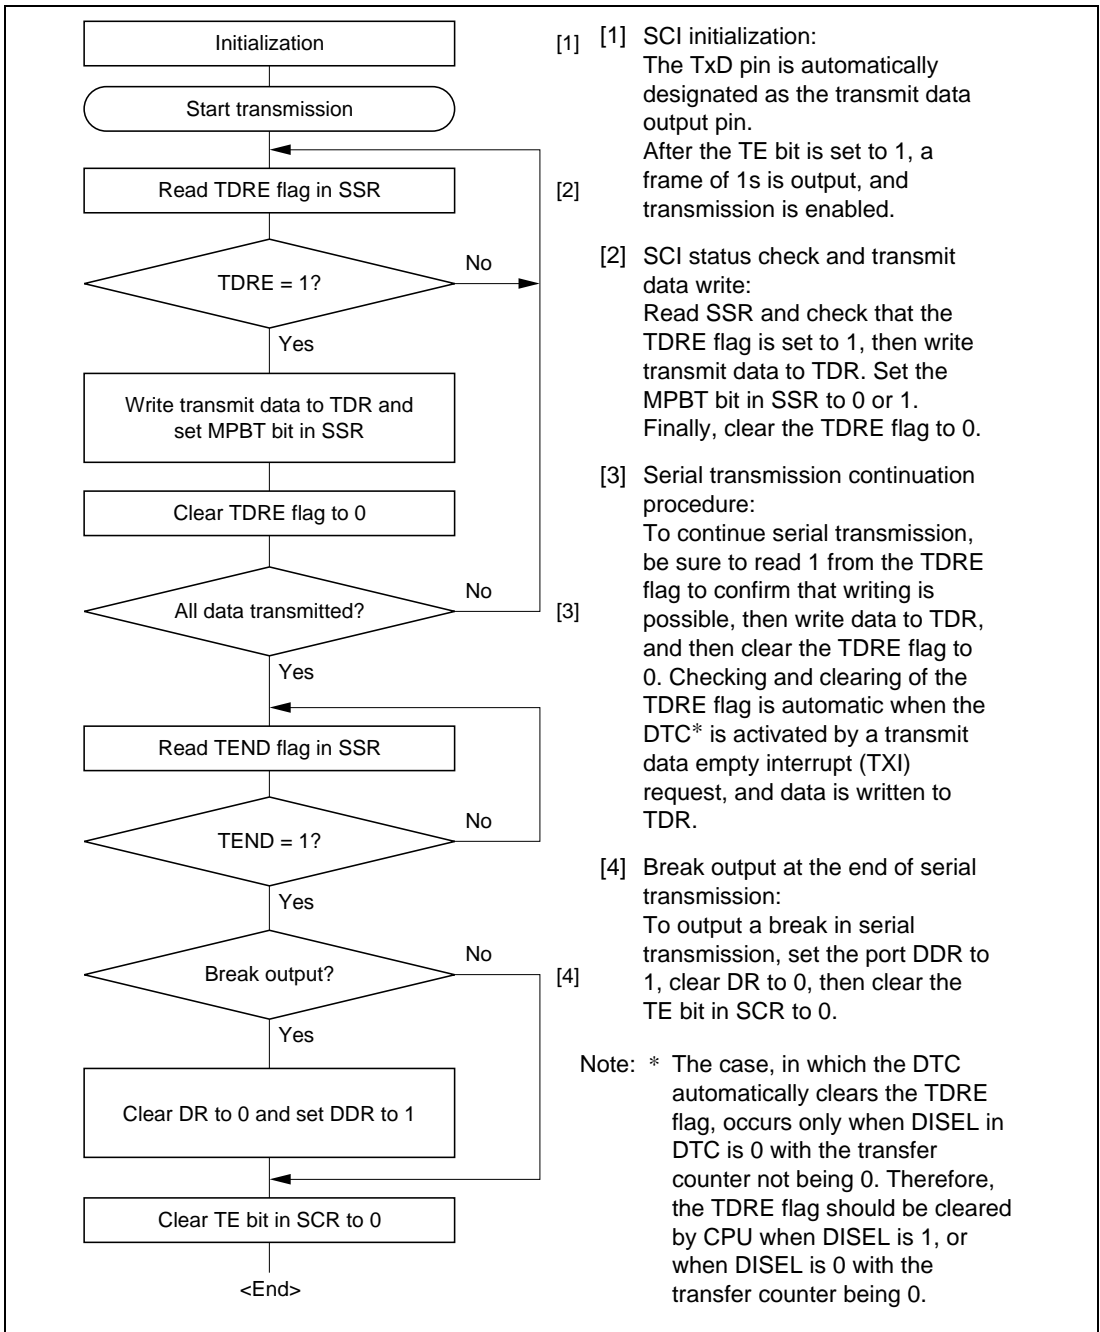 Initialization
[1]
Start transmission
Read TDRE flag in SSR
[2]
TDRE = 1?
No
Yes
Write transmit data to TDR and
set MPBT bit in SSR
Clear TDRE flag to 0
All data transmitted?
No
[3]
Yes
Read TEND flag in SSR
TEND = 1?
No
Yes
Break output?
No
[4]
Yes
Clear DR to 0 and set DDR to 1
Clear TE bit in SCR to 0
<End>
[1] SCI initialization:
The TxD pin is automatically
designated as the transmit data
output pin.
After the TE bit is set to 1, a
frame of 1s is output, and
transmission is enabled.
[2] SCI status check and transmit
data write:
Read SSR and check that the
TDRE flag is set to 1, then write
transmit data to TDR. Set the
MPBT bit in SSR to 0 or 1.
Finally, clear the TDRE flag to 0.
[3] Serial transmission continuation
procedure:
To continue serial transmission,
be sure to read 1 from the TDRE
flag to confirm that writing is
possible, then write data to TDR,
and then clear the TDRE flag to
0. Checking and clearing of the
TDRE flag is automatic when the
DTC* is activated by a transmit
data empty interrupt (TXI)
request, and data is written to
TDR.
[4] Break output at the end of serial
transmission:
To output a break in serial
transmission, set the port DDR to
1, clear DR to 0, then clear the
TE bit in SCR to 0.
Note: * The case, in which the DTC
automatically clears the TDRE
flag, occurs only when DISEL in
DTC is 0 with the transfer
counter not being 0. Therefore,
the TDRE flag should be cleared
by CPU when DISEL is 1, or
when DISEL is 0 with the
transfer counter being 0.